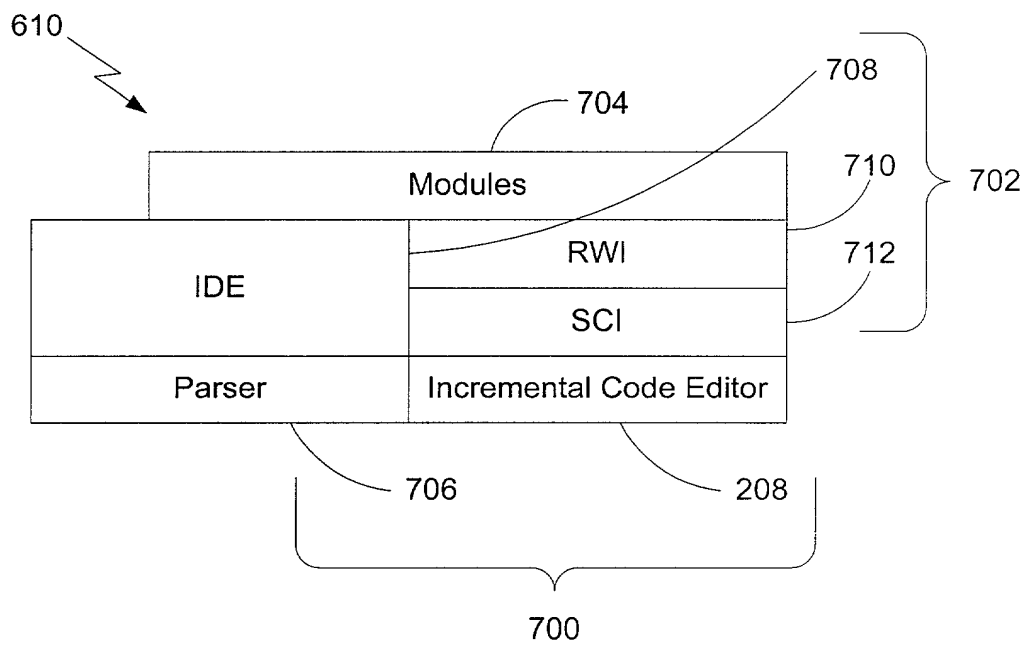 610
708
704
Modules
710
702
RWI
712
IDE
SCI
Parser
Incremental Code Editor
706
208
700